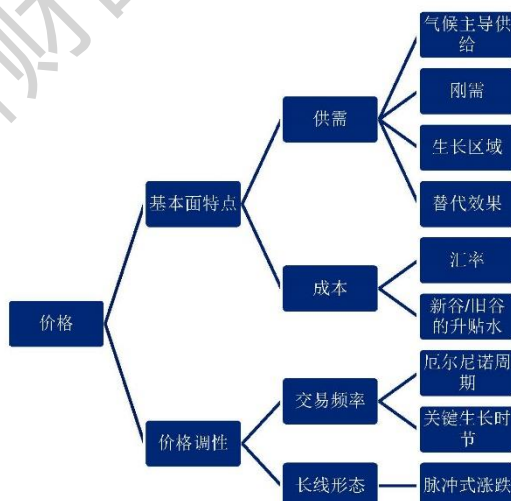 气候主导供
给
刚需
供需
生长区域
基本面特点
替代效果
汇率
成本
新谷/旧谷
的升贴水
价格
厄尔尼诺周
期
交易频率
关键生长时
节
价格调性
长线形态
脉冲式涨跌
财